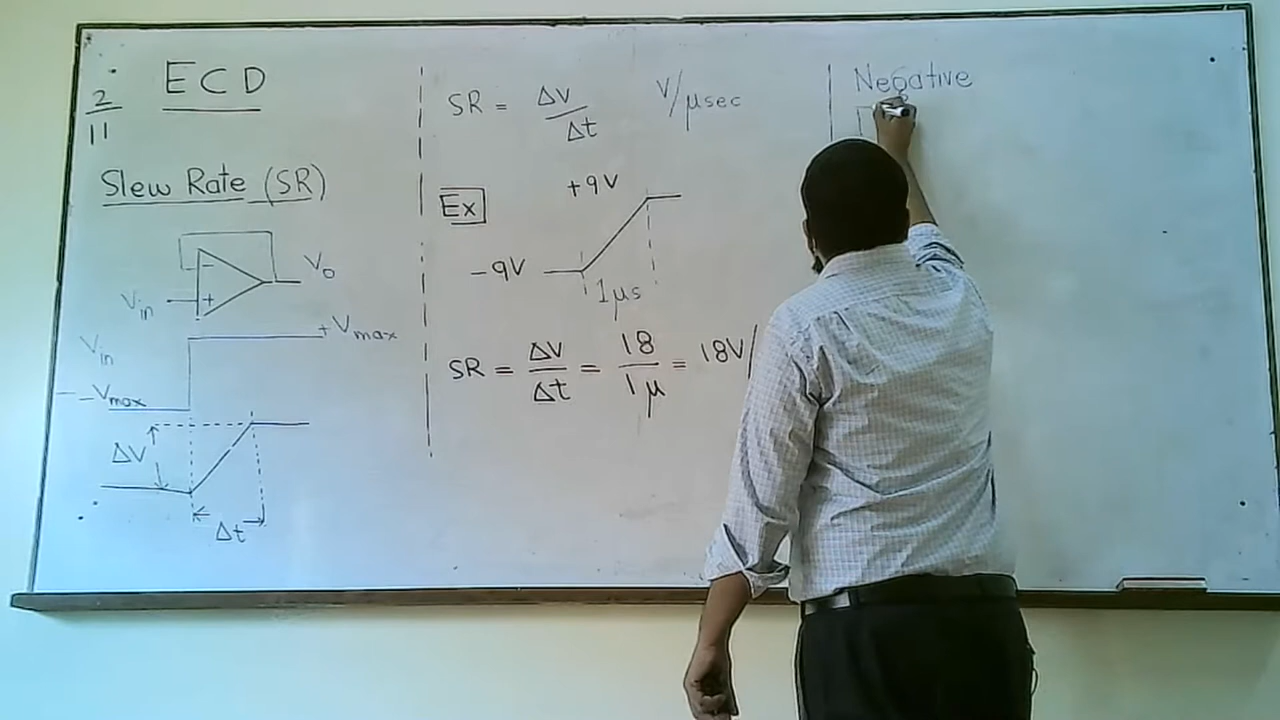 ECD
2/11
Slew Rate (SR)
−
Vin +
Vo
Vin
+Vmax
−Vmax
ΔV
Δt
SR = ΔV/Δt V/μsec
Ex
+9V
−9V
1μs
SR = ΔV/Δt = 18/1μ = 18V/
Negative